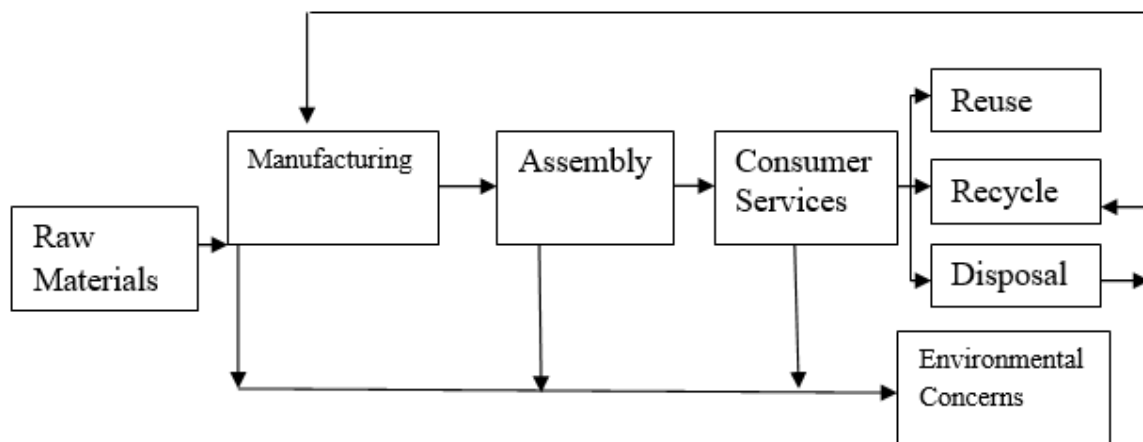 Raw
Materials
Manufacturing
Assembly
Consumer
Services
Reuse
Recycle
Disposal
Environmental
Concerns